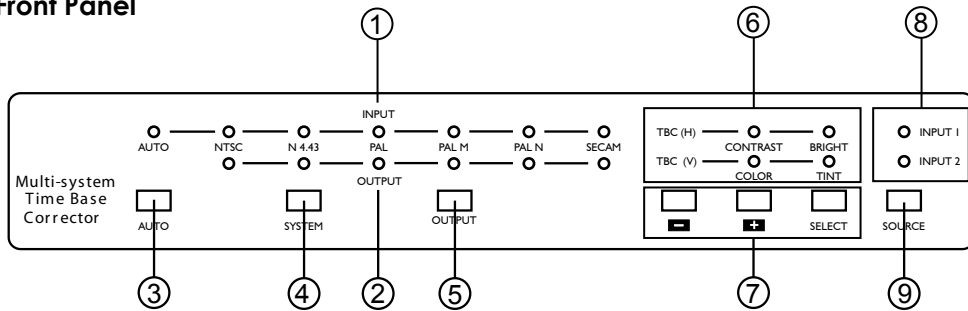 Front Panel
① ⑥ ⑧
INPUT
AUTO NTSC N 4.43 PAL PAL M PAL N SECAM
OUTPUT
TBC (H) CONTRAST BRIGHT
TBC (V) COLOR TINT
INPUT 1
INPUT 2
Multi-system
Time Base
Corrector
AUTO SYSTEM OUTPUT - + SELECT SOURCE
③ ④ ② ⑤ ⑦ ⑨